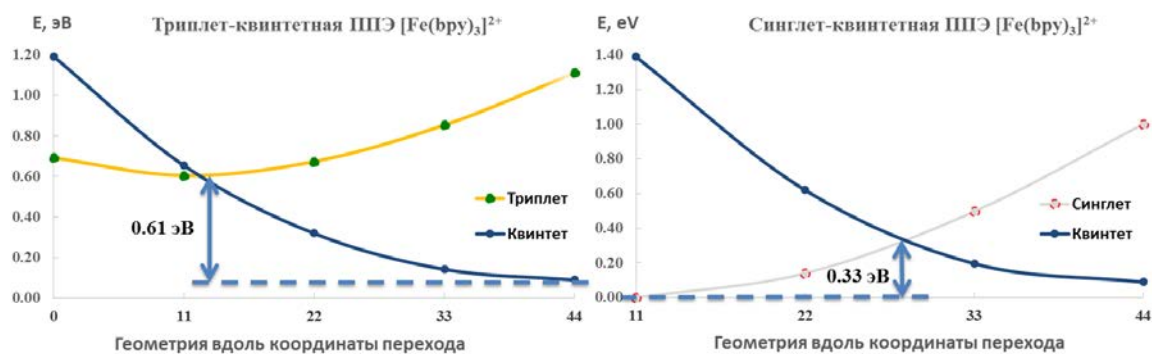 Е, эВ
Триплет-квинтетная ППЭ [Fe(bpy)₃]²⁺
1.20
1.00
0.80
0.60
0.40
0.20
0.00
0.61 эВ
Триплет
Квинтет
0
11
22
33
44
Геометрия вдоль координаты перехода
Е, eV
Синглет-квинтетная ППЭ [Fe(bpy)₃]²⁺
1.40
1.20
1.00
0.80
0.60
0.40
0.20
0.00
Синглет
Квинтет
0.33 эВ
11
22
33
44
Геометрия вдоль координаты перехода